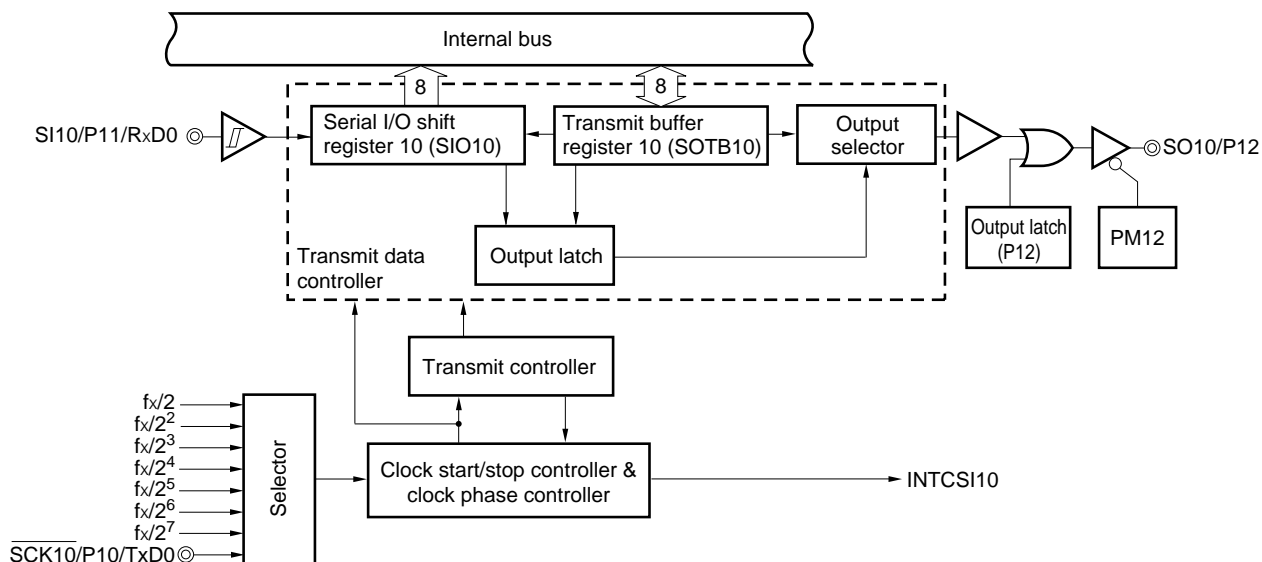 Internal bus
8
8
SI10/P11/RxD0
Serial I/O shift
register 10 (SIO10)
Transmit buffer
register 10 (SOTB10)
Output
selector
SO10/P12
Output latch
(P12)
PM12
Output latch
Transmit data
controller
Transmit controller
fx/2
fx/2²
fx/2³
fx/2⁴
fx/2⁵
fx/2⁶
fx/2⁷
S̅C̅K̅1̅0̅/P10/TxD0
Selector
Clock start/stop controller &
clock phase controller
INTCSI10